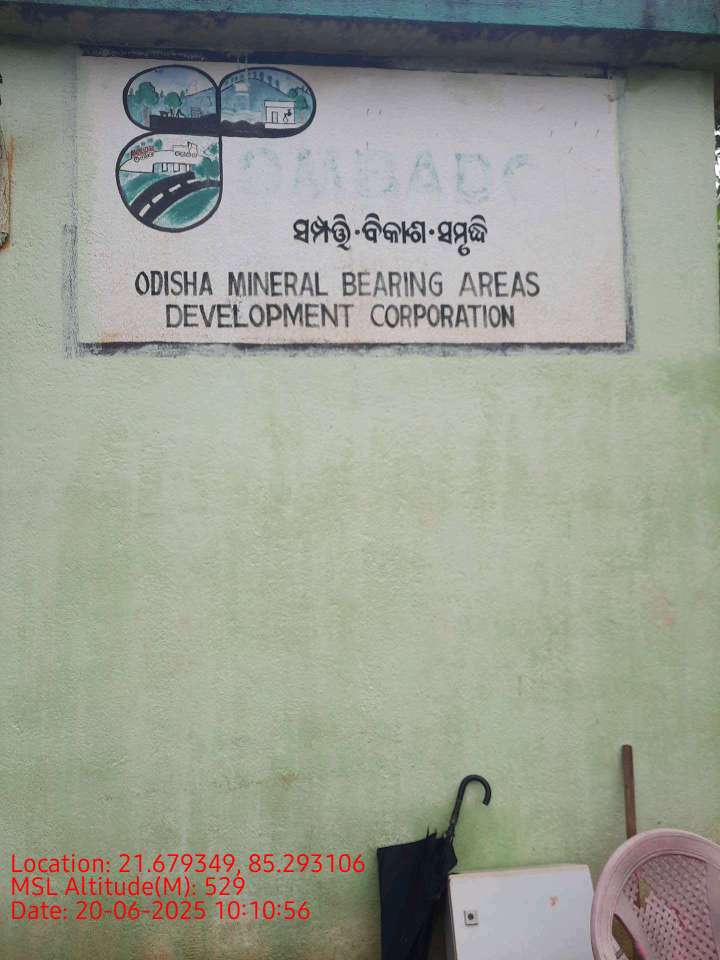 OMBADC
ସମ୍ପତ୍ତି·ବିକାଶ·ସମୃଦ୍ଧି
ODISHA MINERAL BEARING AREAS
DEVELOPMENT CORPORATION
Location: 21.679349, 85.293106
MSL Altitude(M): 529
Date: 20-06-2025 10:10:56